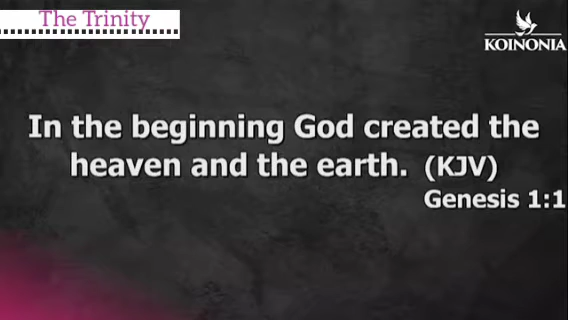 The Trinity
KOINONIA
In the beginning God created the
heaven and the earth. (KJV)
Genesis 1:1